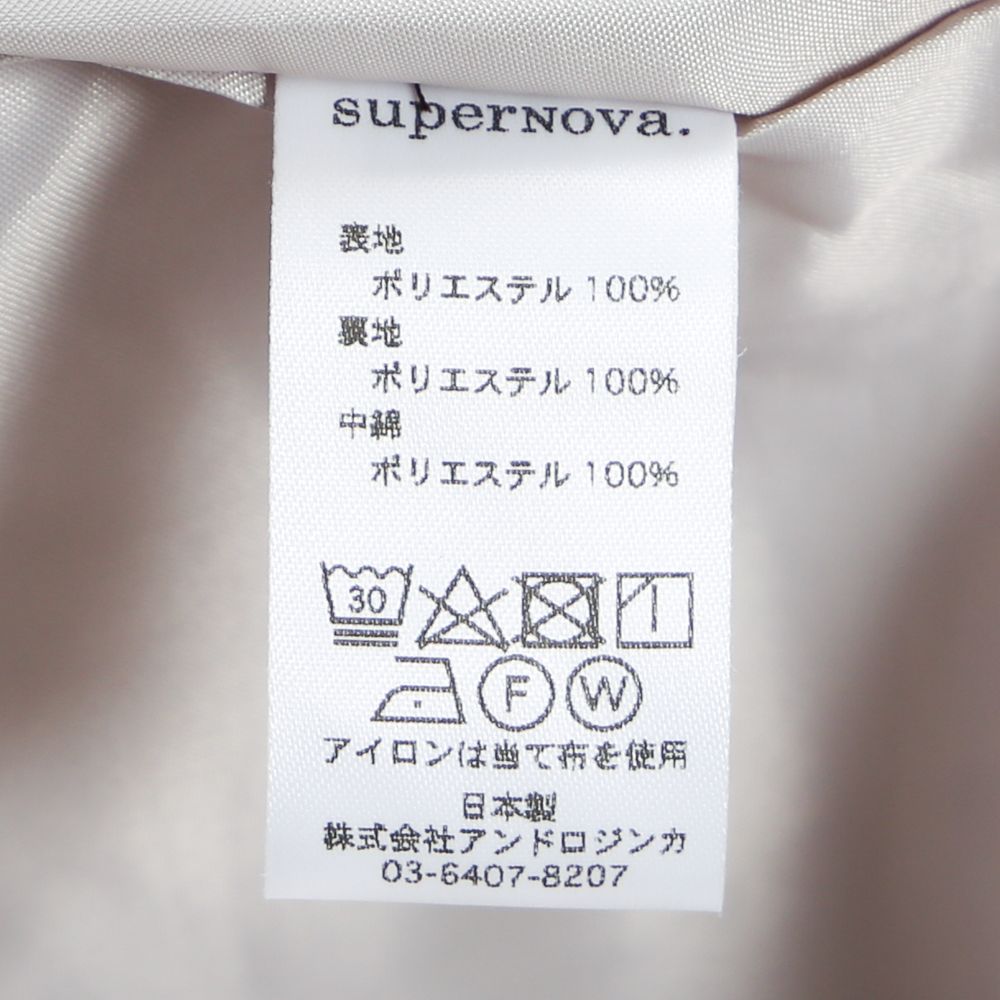 supernova.
表地
ポリエステル 100%
裏地
ポリエステル 100%
中綿
ポリエステル 100%
30
F W
アイロンは当て布を使用
日本製
株式会社アンドロジンカ
03-6407-8207